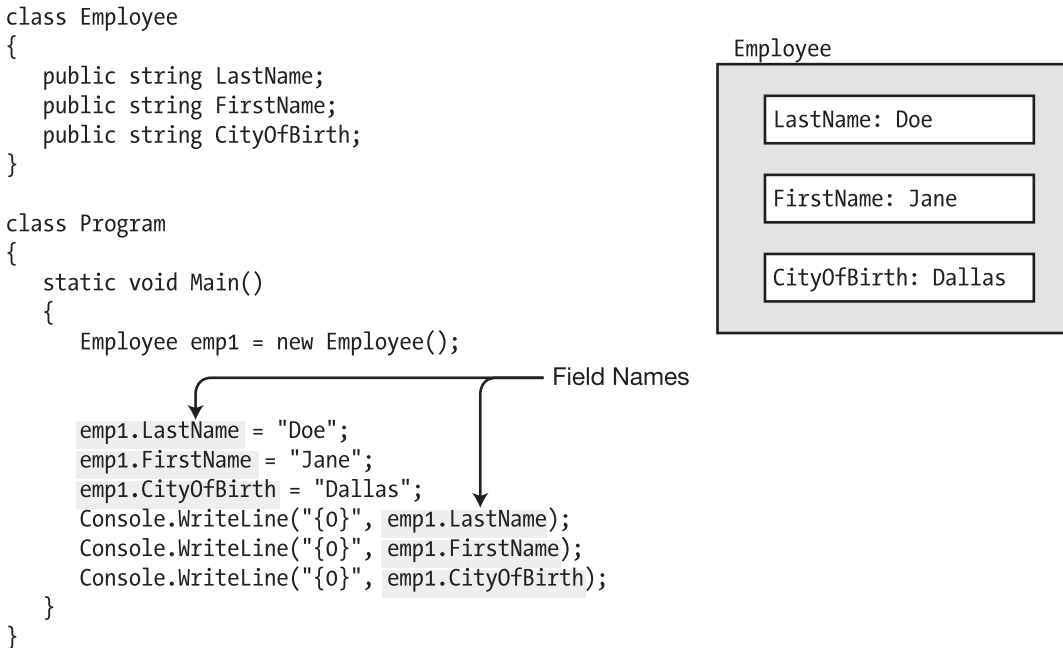 class Employee
{
   public string LastName;
   public string FirstName;
   public string CityOfBirth;
}
class Program
{
   static void Main()
   {
      Employee emp1 = new Employee();
Field Names
      emp1.LastName = "Doe";
      emp1.FirstName = "Jane";
      emp1.CityOfBirth = "Dallas";
      Console.WriteLine("{0}", emp1.LastName);
      Console.WriteLine("{0}", emp1.FirstName);
      Console.WriteLine("{0}", emp1.CityOfBirth);
   }
}
Employee
LastName: Doe
FirstName: Jane
CityOfBirth: Dallas